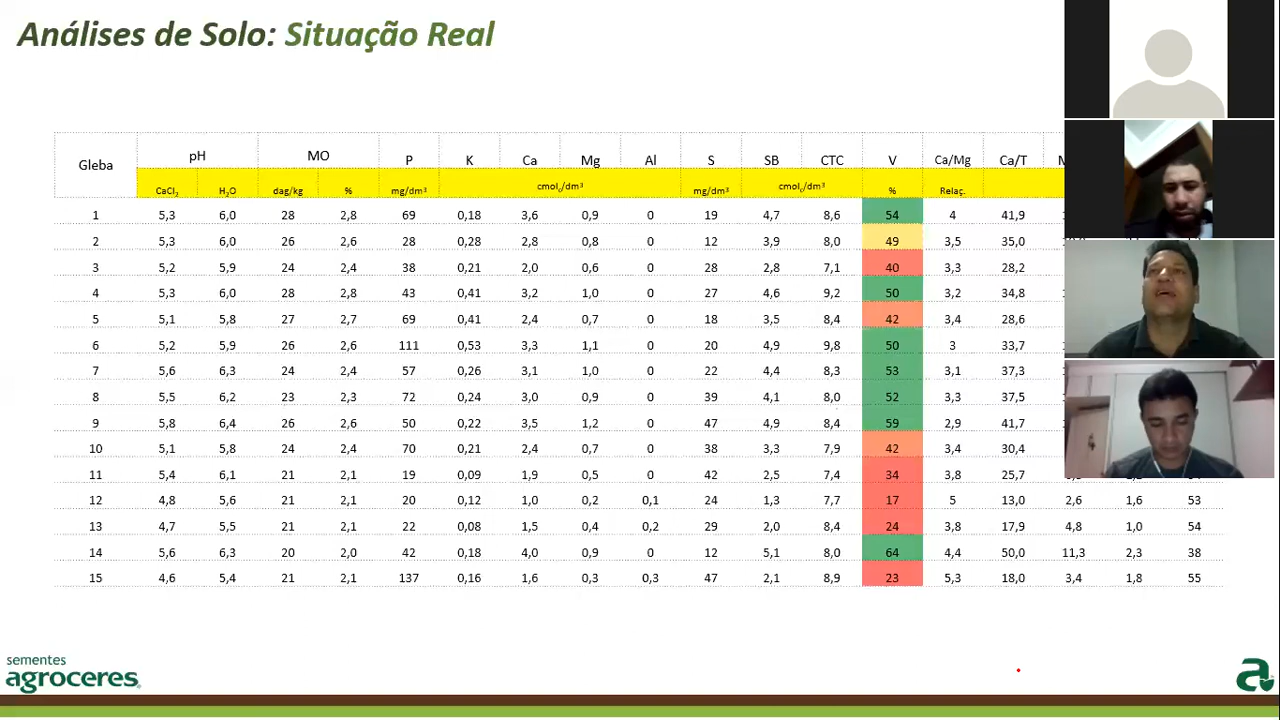 Análises de Solo: Situação Real
Gleba pH MO P K Ca Mg Al S SB CTC V Ca/Mg Ca/T
CaCl₂ H₂O dag/kg % mg/dm³ cmolc/dm³ mg/dm³ cmolc/dm³ % Relaç.
1 5,3 6,0 28 2,8 69 0,18 3,6 0,9 0 19 4,7 8,6 54 4 41,9
2 5,3 6,0 26 2,6 28 0,28 2,8 0,8 0 12 3,9 8,0 49 3,5 35,0
3 5,2 5,9 24 2,4 38 0,21 2,0 0,6 0 28 2,8 7,1 40 3,3 28,2
4 5,3 6,0 28 2,8 43 0,41 3,2 1,0 0 27 4,6 9,2 50 3,2 34,8
5 5,1 5,8 27 2,7 69 0,41 2,4 0,7 0 18 3,5 8,4 42 3,4 28,6
6 5,2 5,9 26 2,6 111 0,53 3,3 1,1 0 20 4,9 9,8 50 3 33,7
7 5,6 6,3 24 2,4 57 0,26 3,1 1,0 0 22 4,4 8,3 53 3,1 37,3
8 5,5 6,2 23 2,3 72 0,24 3,0 0,9 0 39 4,1 8,0 52 3,3 37,5
9 5,8 6,4 26 2,6 50 0,22 3,5 1,2 0 47 4,9 8,4 59 2,9 41,7
10 5,1 5,8 24 2,4 70 0,21 2,4 0,7 0 38 3,3 7,9 42 3,4 30,4
11 5,4 6,1 21 2,1 19 0,09 1,9 0,5 0 42 2,5 7,4 34 3,8 25,7
12 4,8 5,6 21 2,1 20 0,12 1,0 0,2 0,1 24 1,3 7,7 17 5 13,0 2,6 1,6 53
13 4,7 5,5 21 2,1 22 0,08 1,5 0,4 0,2 29 2,0 8,4 24 3,8 17,9 4,8 1,0 54
14 5,6 6,3 20 2,0 42 0,18 4,0 0,9 0 12 5,1 8,0 64 4,4 50,0 11,3 2,3 38
15 4,6 5,4 21 2,1 137 0,16 1,6 0,3 0,3 47 2,1 8,9 23 5,3 18,0 3,4 1,8 55
sementes
agroceres